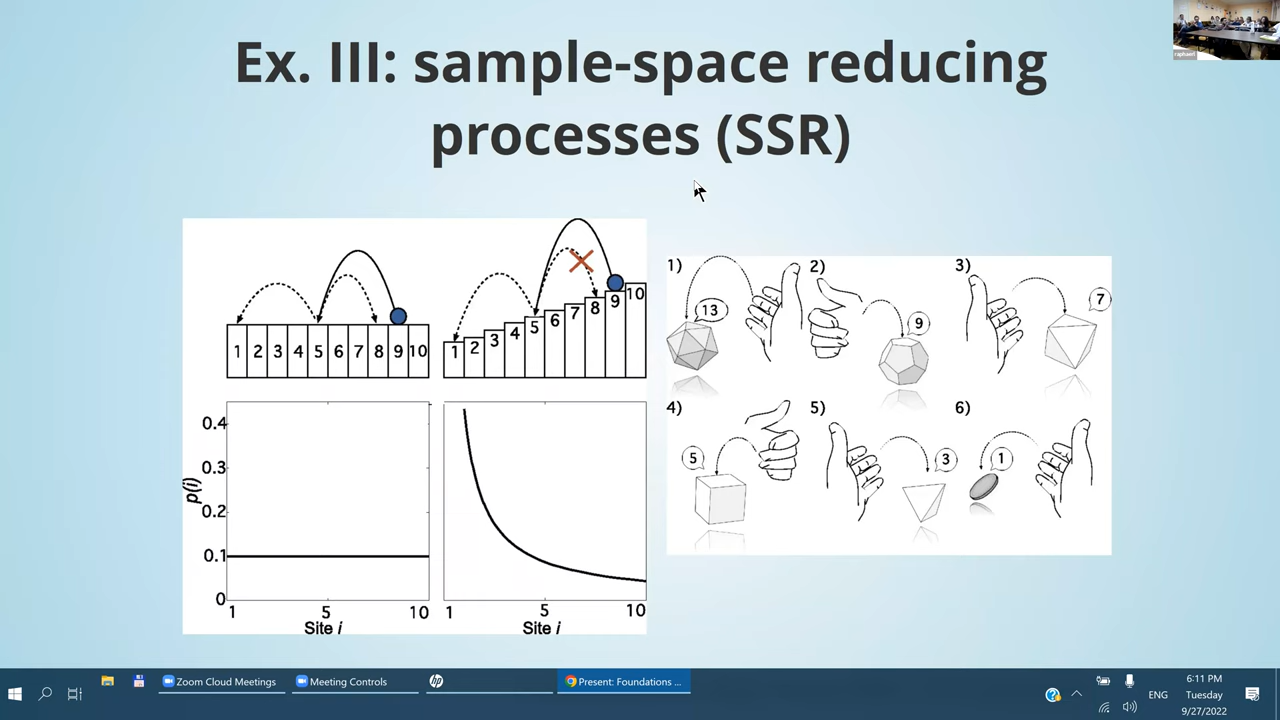 Ex. III: sample-space reducing
processes (SSR)
1 2 3 4 5 6 7 8 9 10
1 2 3 4 5 6 7 8 9 10
p(i)
0.4
0.3
0.2
0.1
0
1 5 10
Site i
1 5 10
Site i
1) 13
2) 9
3) 7
4) 5
5) 3
6) 1
Zoom Cloud Meetings
Meeting Controls
hp
Present: Foundations ...
ENG
6:11 PM
Tuesday
9/27/2022